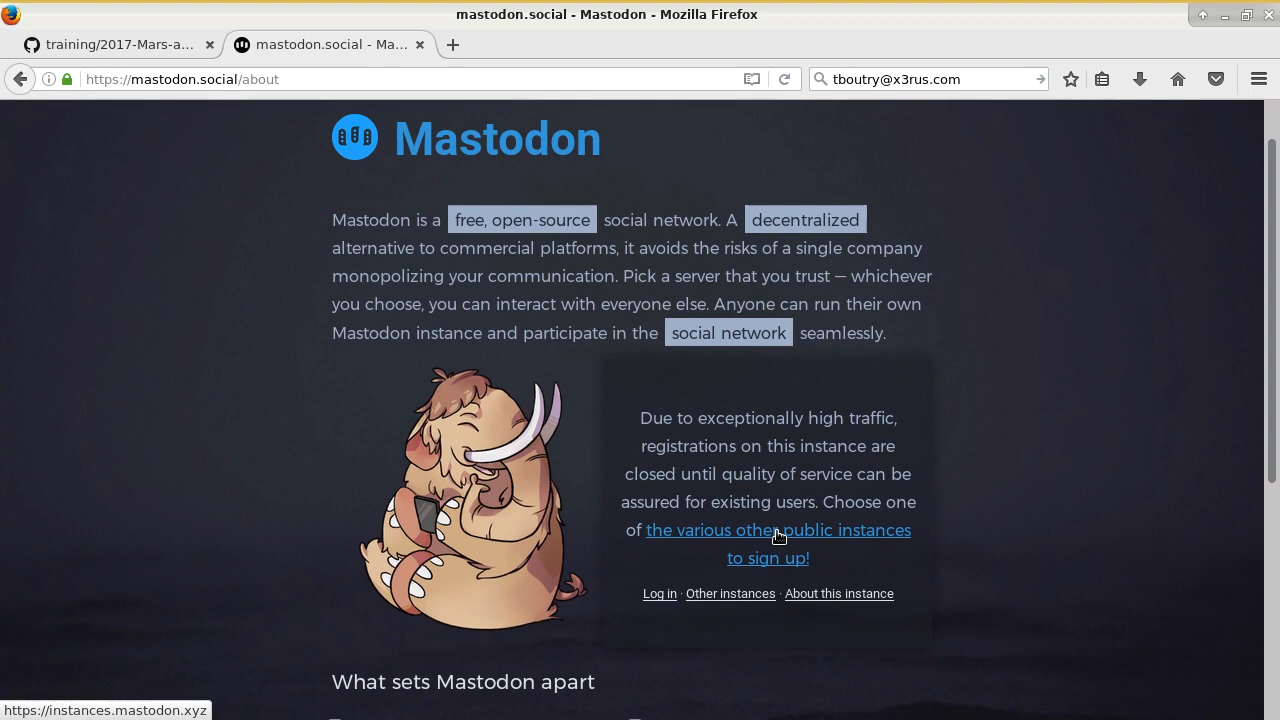 mastodon.social - Mastodon - Mozilla Firefox
training/2017-Mars-a...
mastodon.social - Ma...
https://mastodon.social/about
tboutry@x3rus.com
Mastodon
Mastodon is a free, open-source social network. A decentralized
alternative to commercial platforms, it avoids the risks of a single company
monopolizing your communication. Pick a server that you trust — whichever
you choose, you can interact with everyone else. Anyone can run their own
Mastodon instance and participate in the social network seamlessly.
Due to exceptionally high traffic,
registrations on this instance are
closed until quality of service can be
assured for existing users. Choose one
of the various other public instances
to sign up!
Log in · Other instances · About this instance
What sets Mastodon apart
https://instances.mastodon.xyz